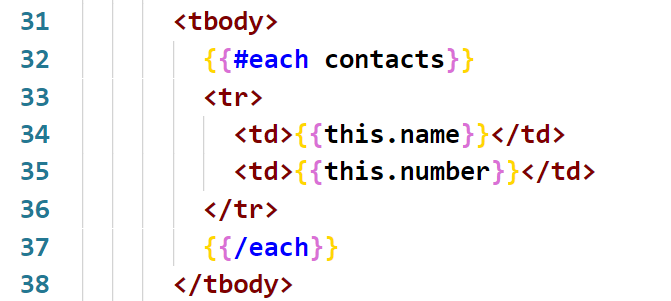 31 <tbody>
32 {{#each contacts}}
33 <tr>
34 <td>{{this.name}}</td>
35 <td>{{this.number}}</td>
36 </tr>
37 {{/each}}
38 </tbody>